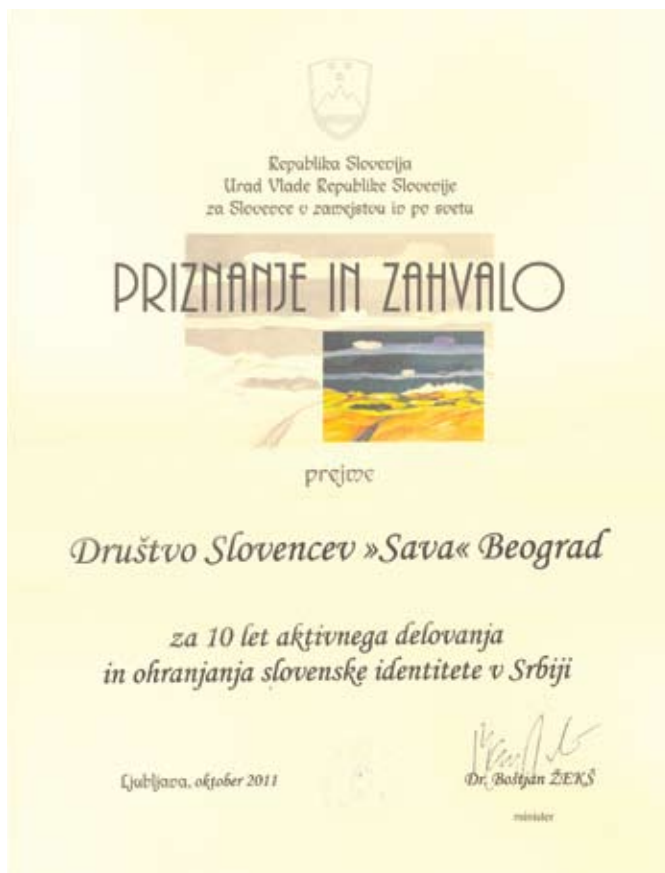 Republika Slovenija
Urad Vlade Republike Slovenije
za Slovence v zamejstvu in po svetu
PRIZNANJE IN ZAHVALO
prejme
Društvo Slovencev »Sava« Beograd
za 10 let aktivnega delovanja
in ohranjanja slovenske identitete v Srbiji
Ljubljana, oktober 2011
Dr. Boštjan ŽEKŠ
minister